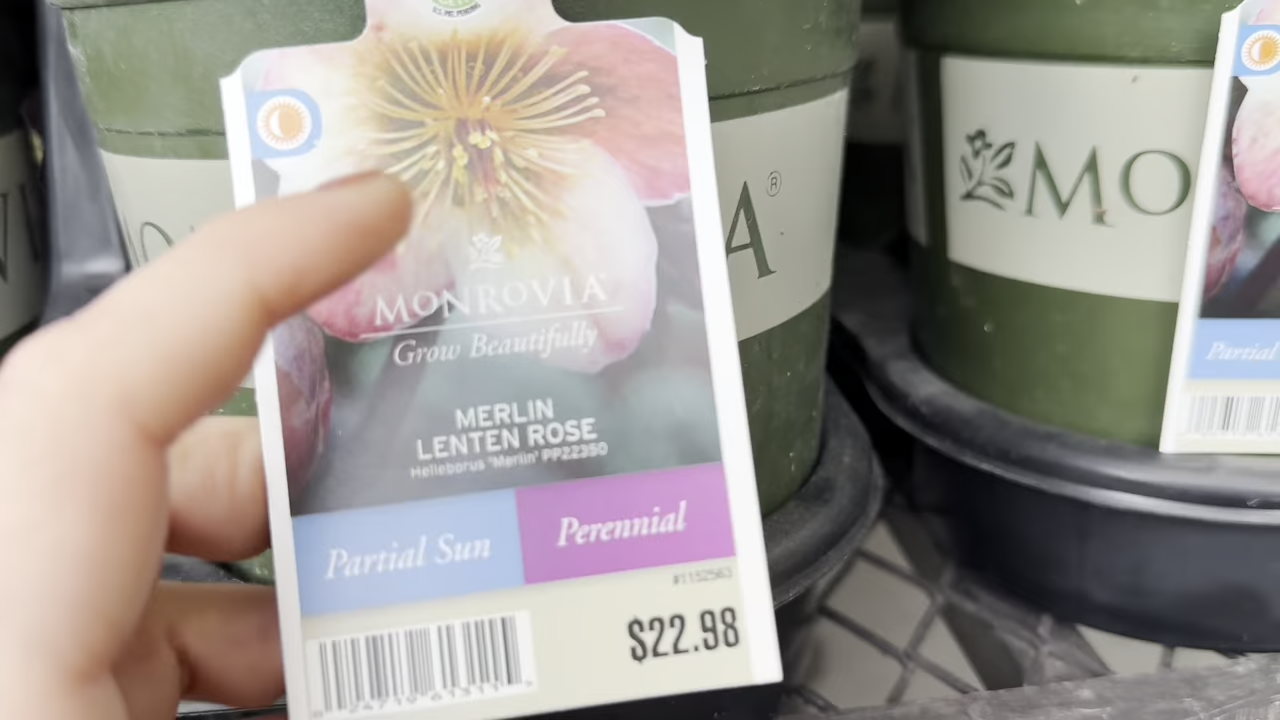 MONROVIA
Grow Beautifully
MERLIN
LENTEN ROSE
Helleborus 'Merlin' PP22350
Partial Sun
Perennial
#1152563
$22.98
A®
MO
Partial